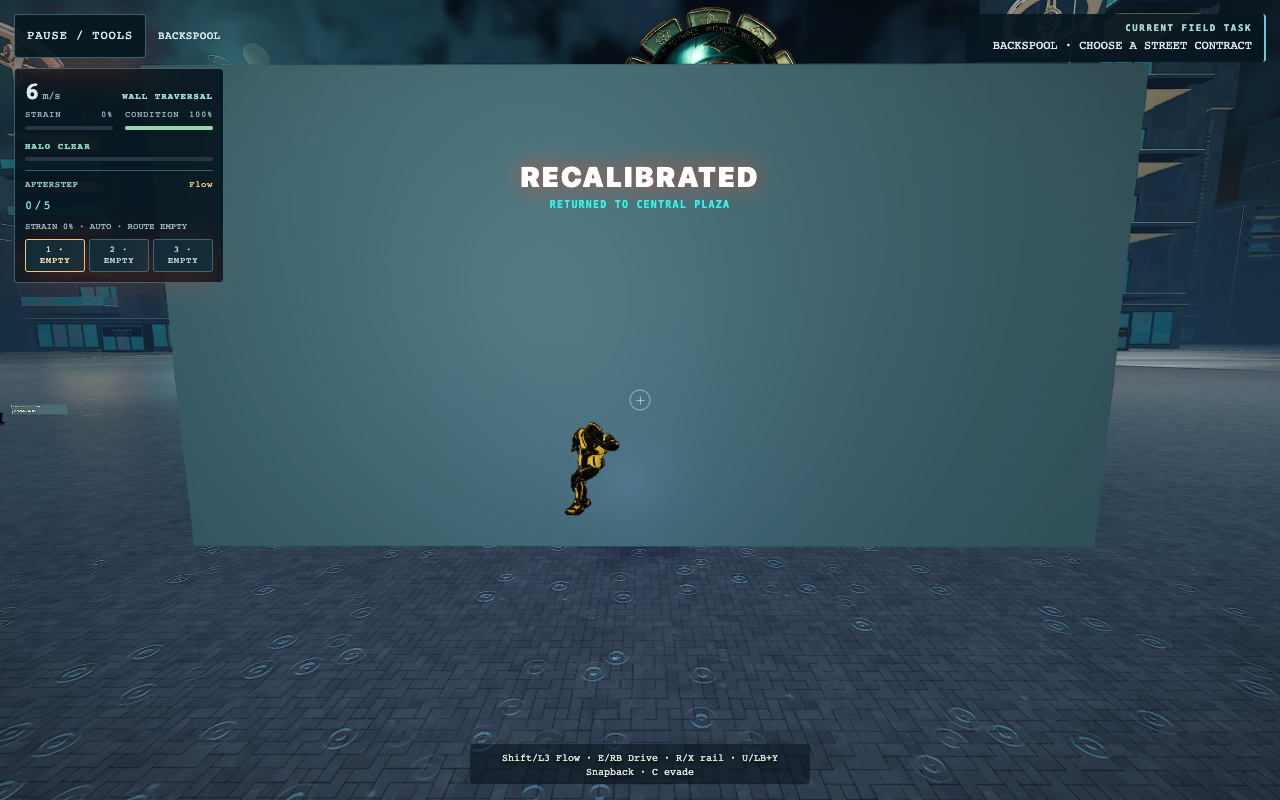 PAUSE / TOOLS
BACKSPOOL
CURRENT FIELD TASK
BACKSPOOL · CHOOSE A STREET CONTRACT
6 m/s
WALL TRAVERSAL
STRAIN 0%
CONDITION 100%
HALO CLEAR
AFTERSTEP
Flow
0/5
STRAIN 0% · AUTO · ROUTE EMPTY
1 ·
EMPTY
2 ·
EMPTY
3 ·
EMPTY
RECALIBRATED
RETURNED TO CENTRAL PLAZA
Shift/L3 Flow · E/RB Drive · R/X rail · U/LB+Y
Snapback · C evade